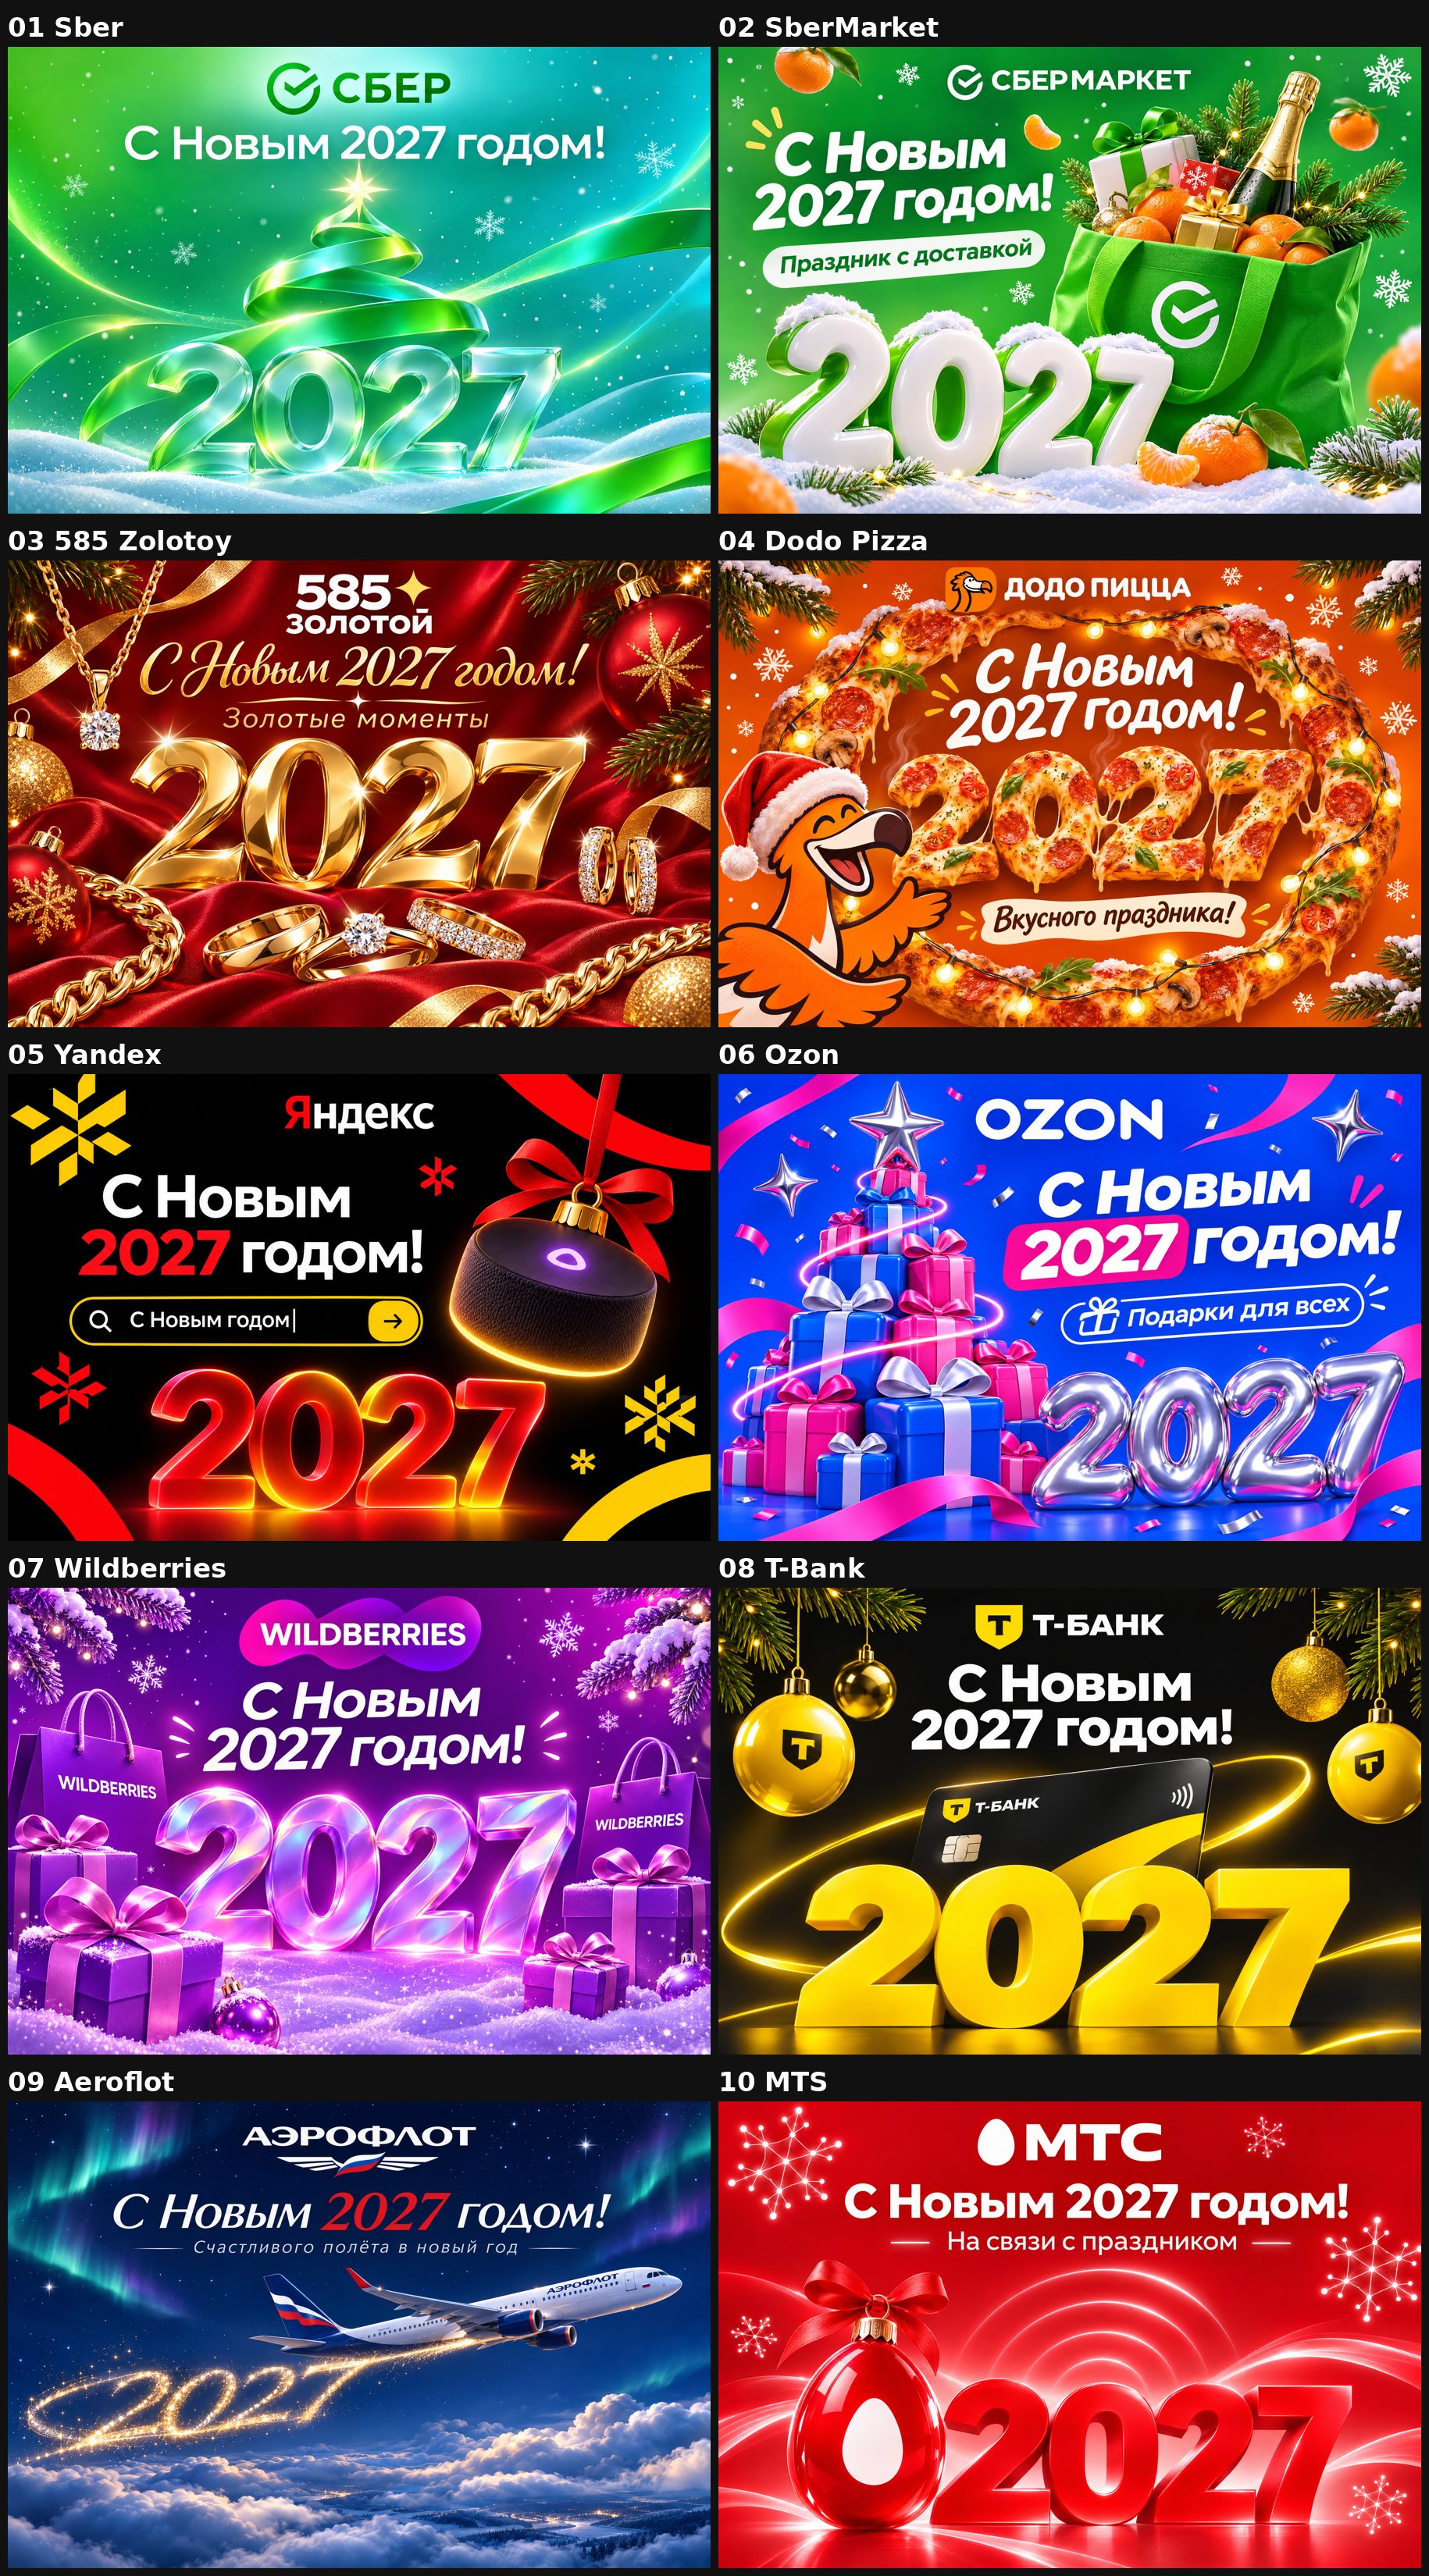 01 Sber
СБЕР
С Новым 2027 годом!
2027
02 SberMarket
СБЕРМАРКЕТ
С Новым
2027 годом!
Праздник с доставкой
2027
03 585 Zolotoy
585
ЗОЛОТОЙ
С Новым 2027 годом!
Золотые моменты
2027
04 Dodo Pizza
ДОДО ПИЦЦА
С Новым
2027 годом!
2027
Вкусного праздника!
05 Yandex
Яндекс
С Новым
2027 годом!
С Новым годом
2027
06 Ozon
OZON
С Новым
2027 годом!
Подарки для всех
2027
07 Wildberries
WILDBERRIES
С Новым
2027 годом!
WILDBERRIES
WILDBERRIES
2027
08 T-Bank
Т-БАНК
С Новым
2027 годом!
Т
Т
Т-БАНК
2027
09 Aeroflot
АЭРОФЛОТ
С Новым 2027 годом!
Счастливого полёта в новый год
АЭРОФЛОТ
2027
10 MTS
МТС
С Новым 2027 годом!
На связи с праздником
2027